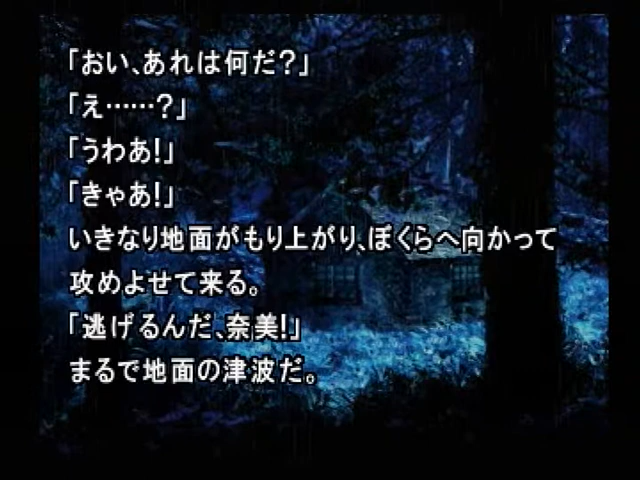 「おい、あれは何だ?」
「え……?」
「うわあ!」
「きゃあ!」
いきなり地面がもり上がり、ぼくらへ向かって
攻めよせて来る。
「逃げるんだ、奈美!」
まるで地面の津波だ。